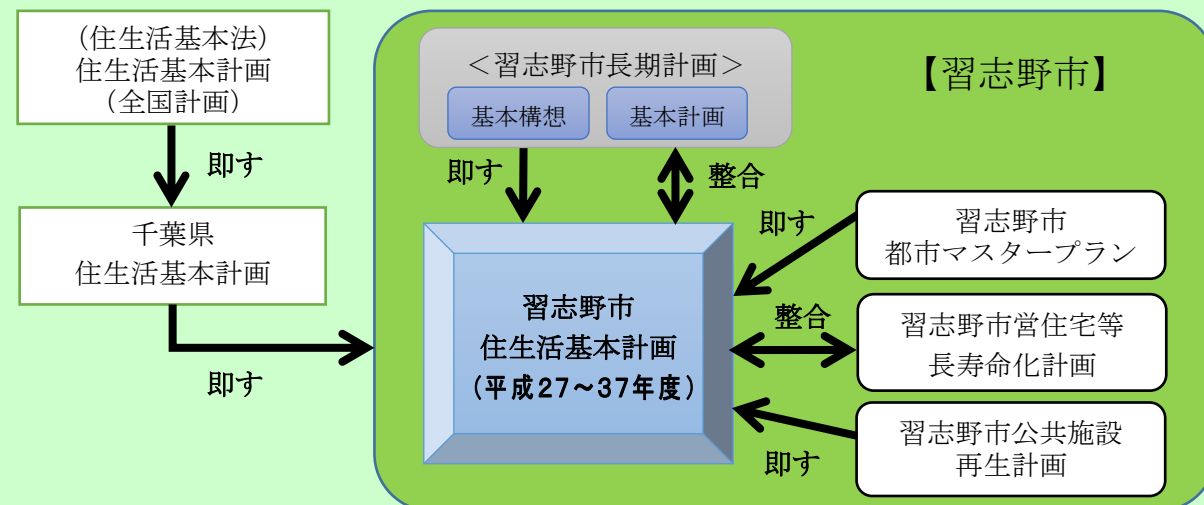 (住生活基本法)
住生活基本計画
(全国計画)
即す
千葉県
住生活基本計画
即す
【習志野市】
＜習志野市長期計画＞
基本構想
基本計画
即す
整合
習志野市
住生活基本計画
(平成27～37年度)
即す
習志野市
都市マスタープラン
整合
習志野市営住宅等
長寿命化計画
即す
習志野市公共施設
再生計画